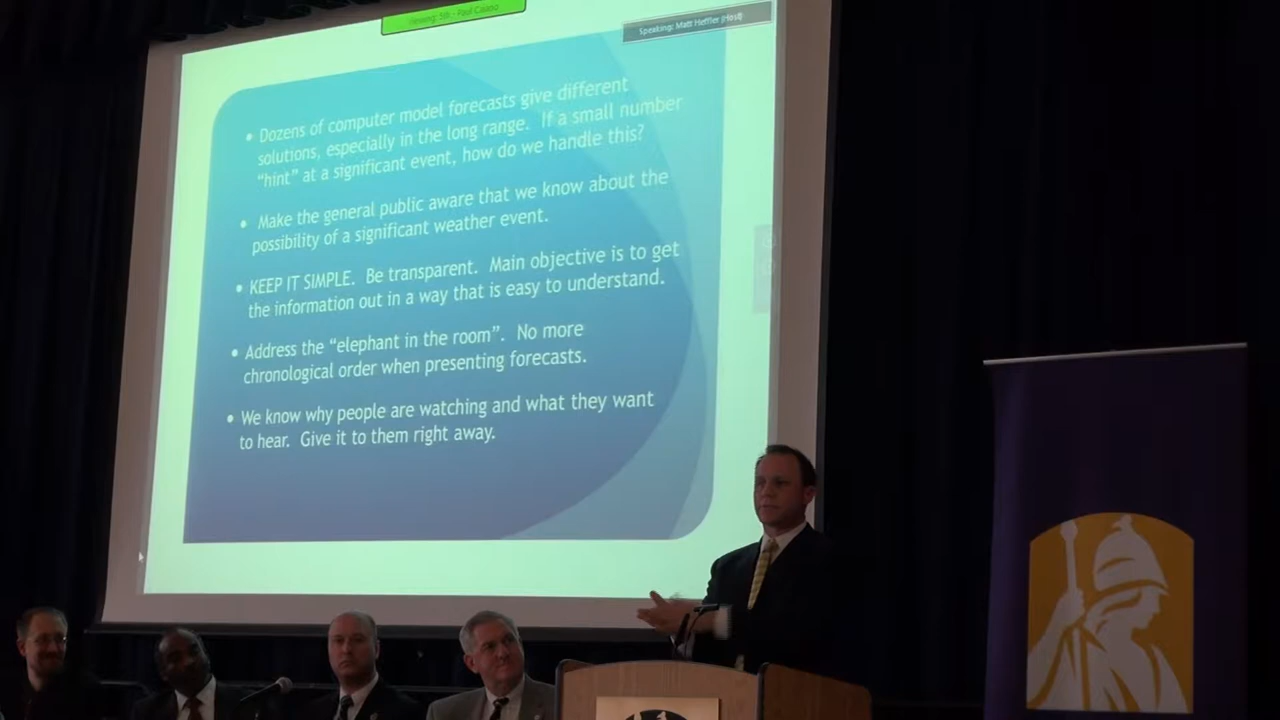 Viewing: 5th - Paul Caiano
Speaking: Matt Heffler (Host)
• Dozens of computer model forecasts give different
solutions, especially in the long range. If a small number
“hint” at a significant event, how do we handle this?
• Make the general public aware that we know about the
possibility of a significant weather event.
• KEEP IT SIMPLE. Be transparent. Main objective is to get
the information out in a way that is easy to understand.
• Address the “elephant in the room”. No more
chronological order when presenting forecasts.
• We know why people are watching and what they want
to hear. Give it to them right away.